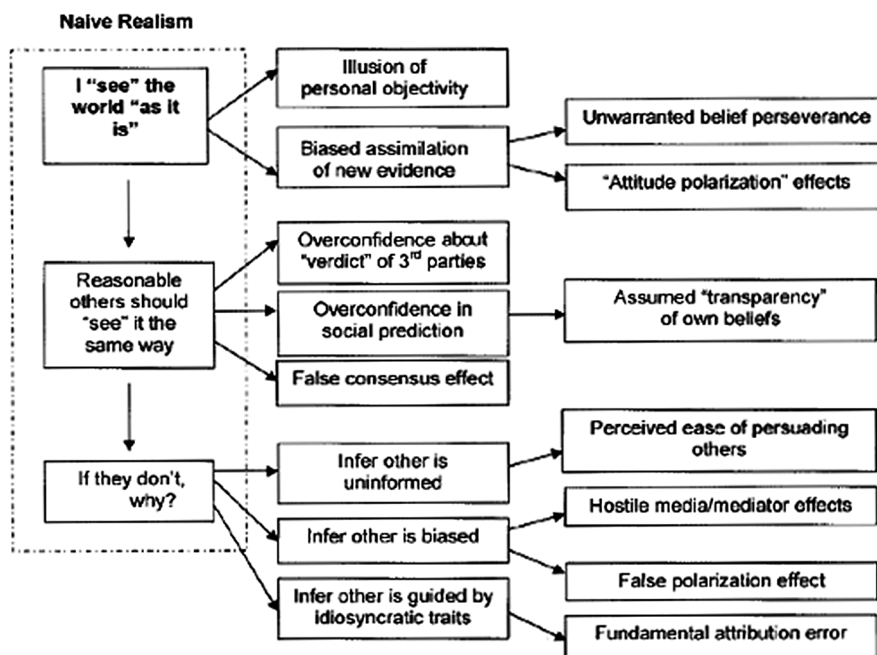 Naive Realism
I “see” the
world “as it
is”
Illusion of
personal objectivity
Biased assimilation
of new evidence
Unwarranted belief perseverance
“Attitude polarization” effects
Reasonable
others should
“see” it the
same way
Overconfidence about
“verdict” of 3rd parties
Overconfidence in
social prediction
False consensus effect
Assumed “transparency”
of own beliefs
If they don't,
why?
Infer other is
uninformed
Infer other is biased
Infer other is guided by
idiosyncratic traits
Perceived ease of persuading
others
Hostile media/mediator effects
False polarization effect
Fundamental attribution error